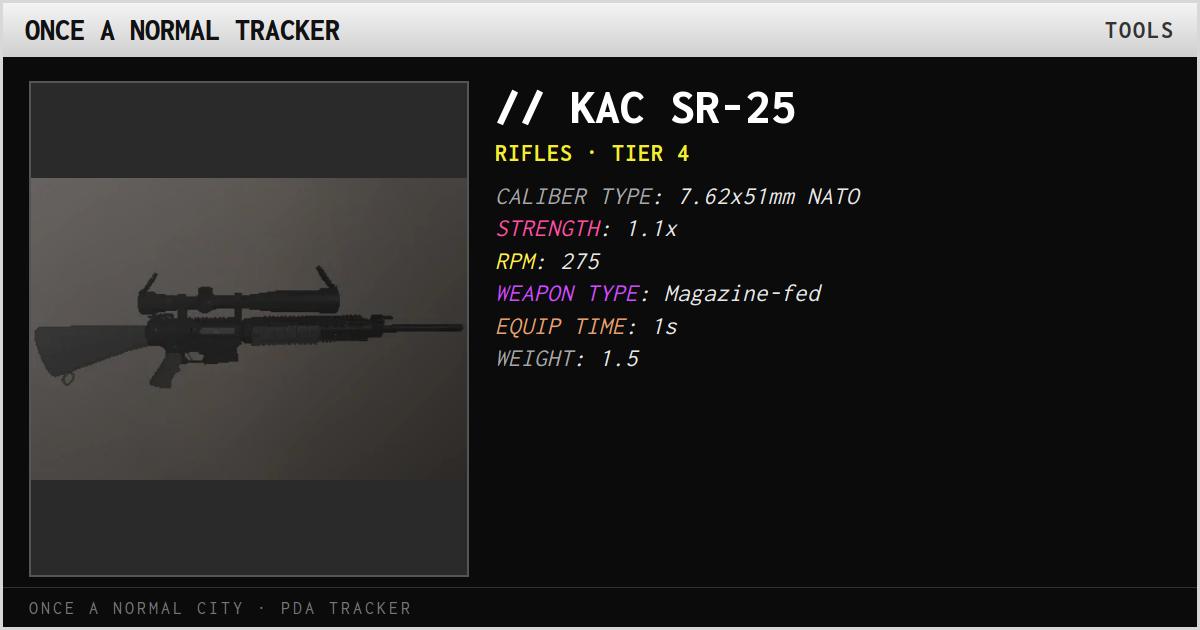 ONCE A NORMAL TRACKER
TOOLS
// KAC SR-25
RIFLES · TIER 4
CALIBER TYPE: 7.62x51mm NATO
STRENGTH: 1.1x
RPM: 275
WEAPON TYPE: Magazine-fed
EQUIP TIME: 1s
WEIGHT: 1.5
ONCE A NORMAL CITY · PDA TRACKER